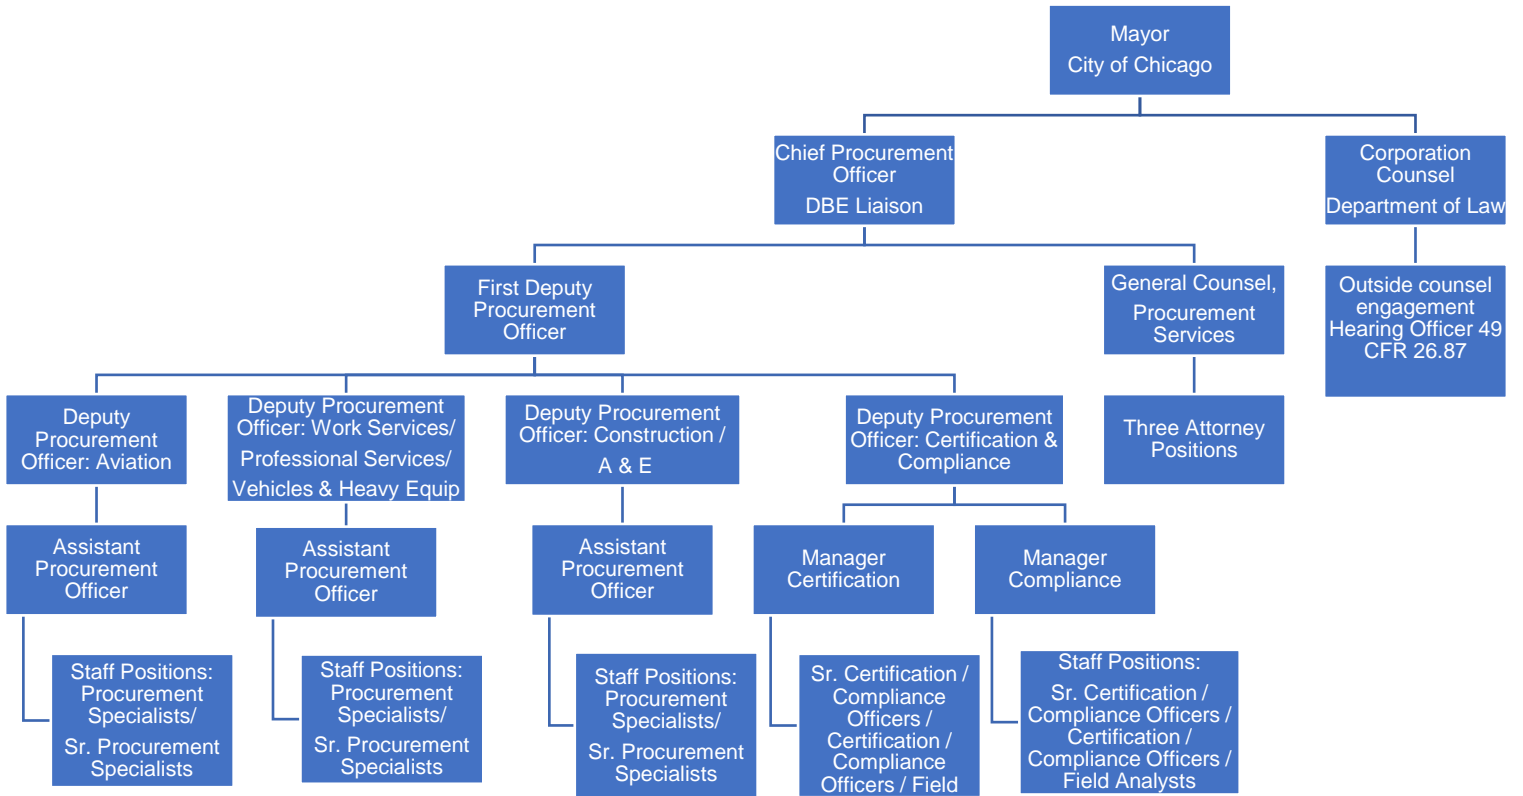 Mayor
City of Chicago
Chief Procurement
Officer
DBE Liaison
Corporation
Counsel
Department of Law
First Deputy
Procurement
Officer
General Counsel,
Procurement
Services
Outside counsel
engagement
Hearing Officer 49
CFR 26.87
Deputy
Procurement
Officer: Aviation
Deputy Procurement
Officer: Work Services/
Professional Services/
Vehicles & Heavy Equip
Deputy Procurement
Officer: Construction /
A & E
Deputy Procurement
Officer: Certification &
Compliance
Three Attorney
Positions
Assistant
Procurement
Officer
Assistant
Procurement
Officer
Assistant
Procurement
Officer
Manager
Certification
Manager
Compliance
Staff Positions:
Procurement
Specialists/
Sr. Procurement
Specialists
Staff Positions:
Procurement
Specialists/
Sr. Procurement
Specialists
Staff Positions:
Procurement
Specialists/
Sr. Procurement
Specialists
Sr. Certification /
Compliance
Officers /
Certification /
Compliance
Officers / Field
Staff Positions:
Sr. Certification /
Compliance Officers /
Certification /
Compliance Officers /
Field Analysts